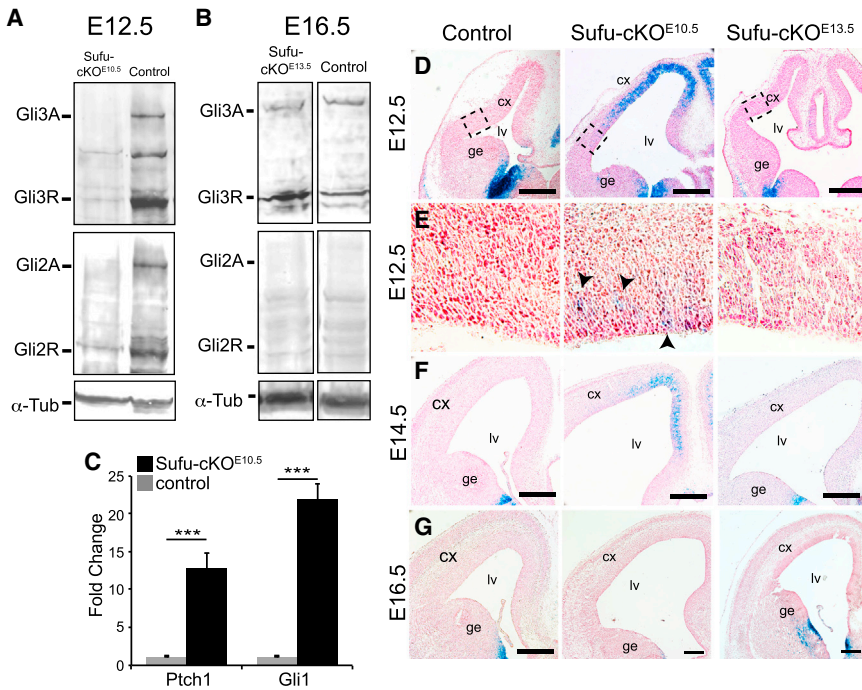 A
E12.5
Sufu-
cKO^E10.5
Control
Gli3A
Gli3R
Gli2A
Gli2R
α-Tub
B
E16.5
Sufu-
cKO^E13.5
Control
Gli3A
Gli3R
Gli2A
Gli2R
α-Tub
C
Sufu-cKO^E10.5
control
Fold Change
25
20
15
10
5
0
***
***
Ptch1
Gli1
Control
Sufu-cKO^E10.5
Sufu-cKO^E13.5
E12.5
D
cx
lv
ge
cx
lv
ge
cx
lv
ge
E12.5
E
E14.5
F
cx
lv
ge
cx
lv
cx
lv
ge
E16.5
G
cx
lv
ge
cx
lv
ge
cx
lv
ge